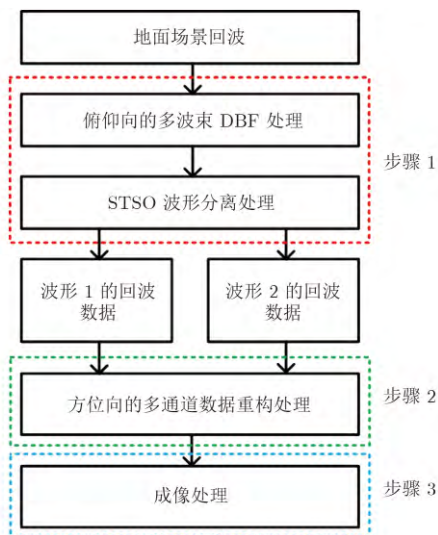 地面场景回波
俯仰向的多波束 DBF 处理
步骤 1
STSO 波形分离处理
波形 1 的回波
数据
波形 2 的回波
数据
方位向的多通道数据重构处理
步骤 2
成像处理
步骤 3